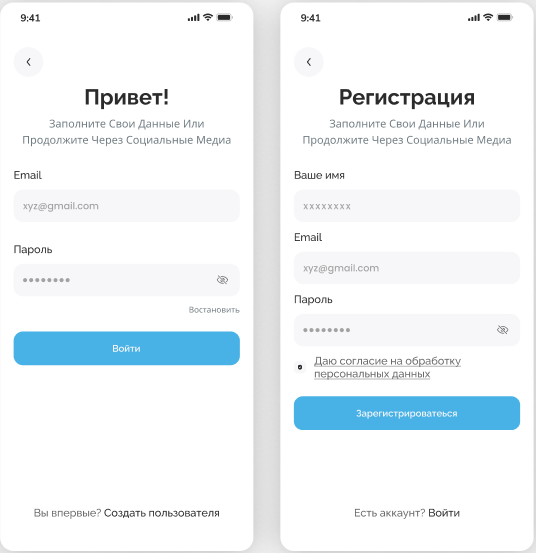 9:41
Привет!
Заполните Свои Данные Или
Продолжите Через Социальные Медиа
Email
xyz@gmail.com
Пароль
••••••••
Востановить
Войти
Вы впервые? Создать пользователя
9:41
Регистрация
Заполните Свои Данные Или
Продолжите Через Социальные Медиа
Ваше имя
xxxxxxxx
Email
xyz@gmail.com
Пароль
••••••••
Даю согласие на обработку
персональных данных
Зарегистрироваться
Есть аккаунт? Войти